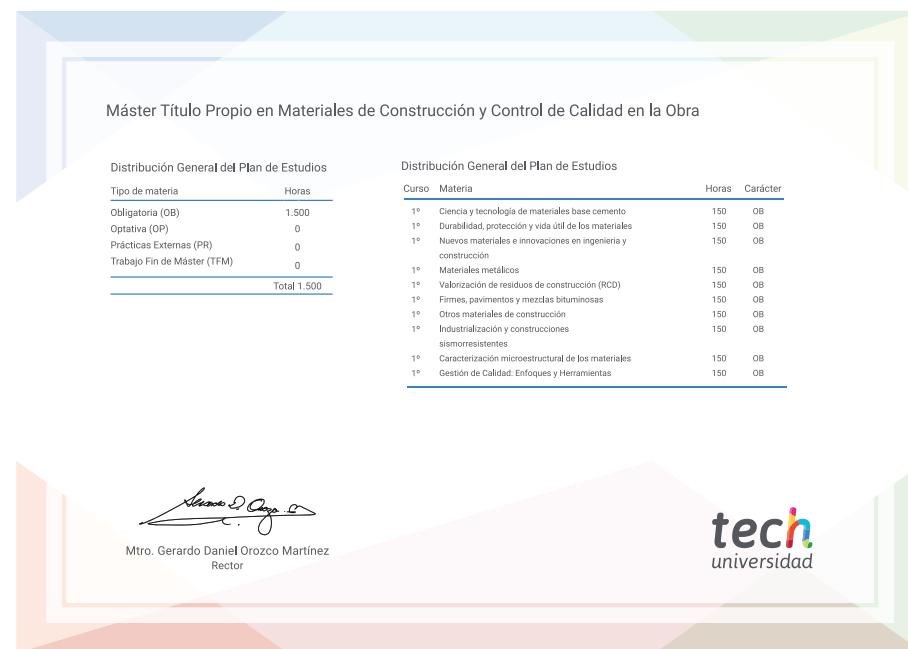 Máster Título Propio en Materiales de Construcción y Control de Calidad en la Obra
Distribución General del Plan de Estudios
Tipo de materia Horas
Obligatoria (OB) 1.500
Optativa (OP) 0
Prácticas Externas (PR) 0
Trabajo Fin de Máster (TFM) 0
Total 1.500
Distribución General del Plan de Estudios
Curso Materia Horas Carácter
1º Ciencia y tecnología de materiales base cemento 150 OB
1º Durabilidad, protección y vida útil de los materiales 150 OB
1º Nuevos materiales e innovaciones en ingenieria y 150 OB
construcción
1º Materiales metálicos 150 OB
1º Valorización de residuos de construcción (RCD) 150 OB
1º Firmes, pavimentos y mezclas bituminosas 150 OB
1º Otros materiales de construcción 150 OB
1º Industrialización y construcciones 150 OB
sismorresistentes
1º Caracterización microestructural de los materiales 150 OB
1º Gestión de Calidad: Enfoques y Herramientas 150 OB
Mtro. Gerardo Daniel Orozco Martínez
Rector
tech
universidad